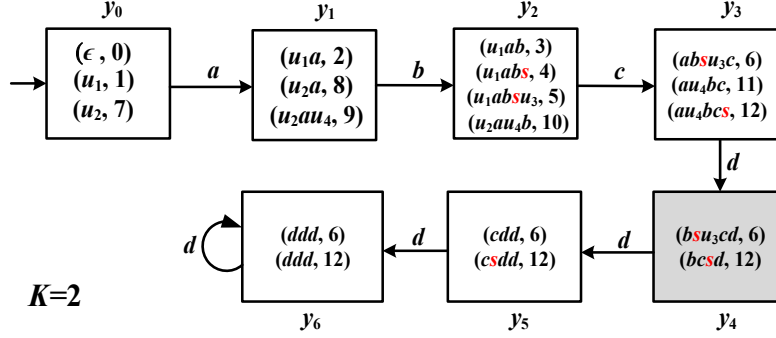 y₀
(ϵ, 0)
(u₁, 1)
(u₂, 7)
a
y₁
(u₁a, 2)
(u₂a, 8)
(u₂au₄, 9)
b
y₂
(u₁ab, 3)
(u₁abs, 4)
(u₁absu₃, 5)
(u₂au₄b, 10)
c
y₃
(absu₃c, 6)
(au₄bc, 11)
(au₄bcs, 12)
d
(bsu₃cd, 6)
(bcsd, 12)
y₄
d
(cdd, 6)
(csdd, 12)
y₅
d
(ddd, 6)
(ddd, 12)
y₆
d
K=2